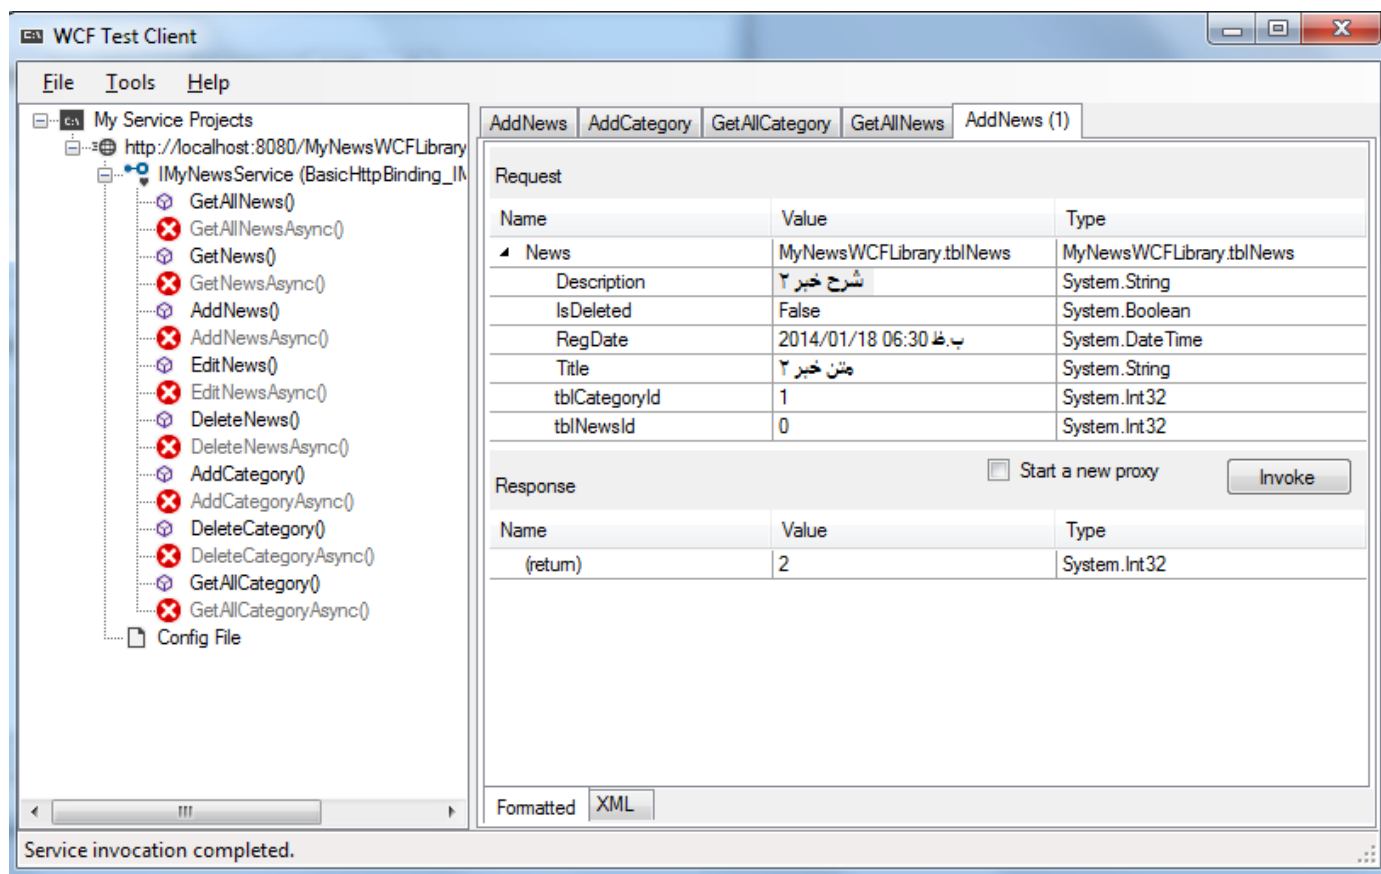 WCF Test Client
File Tools Help
My Service Projects
http://localhost:8080/MyNewsWCFLibrary
IMyNewsService (BasicHttpBinding_IM
GetAllNews()
GetAllNewsAsync()
GetNews()
GetNewsAsync()
AddNews()
AddNewsAsync()
EditNews()
EditNewsAsync()
DeleteNews()
DeleteNewsAsync()
AddCategory()
AddCategoryAsync()
DeleteCategory()
DeleteCategoryAsync()
GetAllCategory()
GetAllCategoryAsync()
Config File
AddNews AddCategory GetAllCategory GetAllNews AddNews (1)
Request
Name Value Type
News MyNewsWCFLibrary.tblNews MyNewsWCFLibrary.tblNews
Description شرح خبر ۲ System.String
IsDeleted False System.Boolean
RegDate 2014/01/18 06:30 ب.ظ System.DateTime
Title متن خبر ۲ System.String
tblCategoryId 1 System.Int32
tblNewsId 0 System.Int32
Response
Start a new proxy Invoke
Name Value Type
(return) 2 System.Int32
Formatted XML
Service invocation completed.